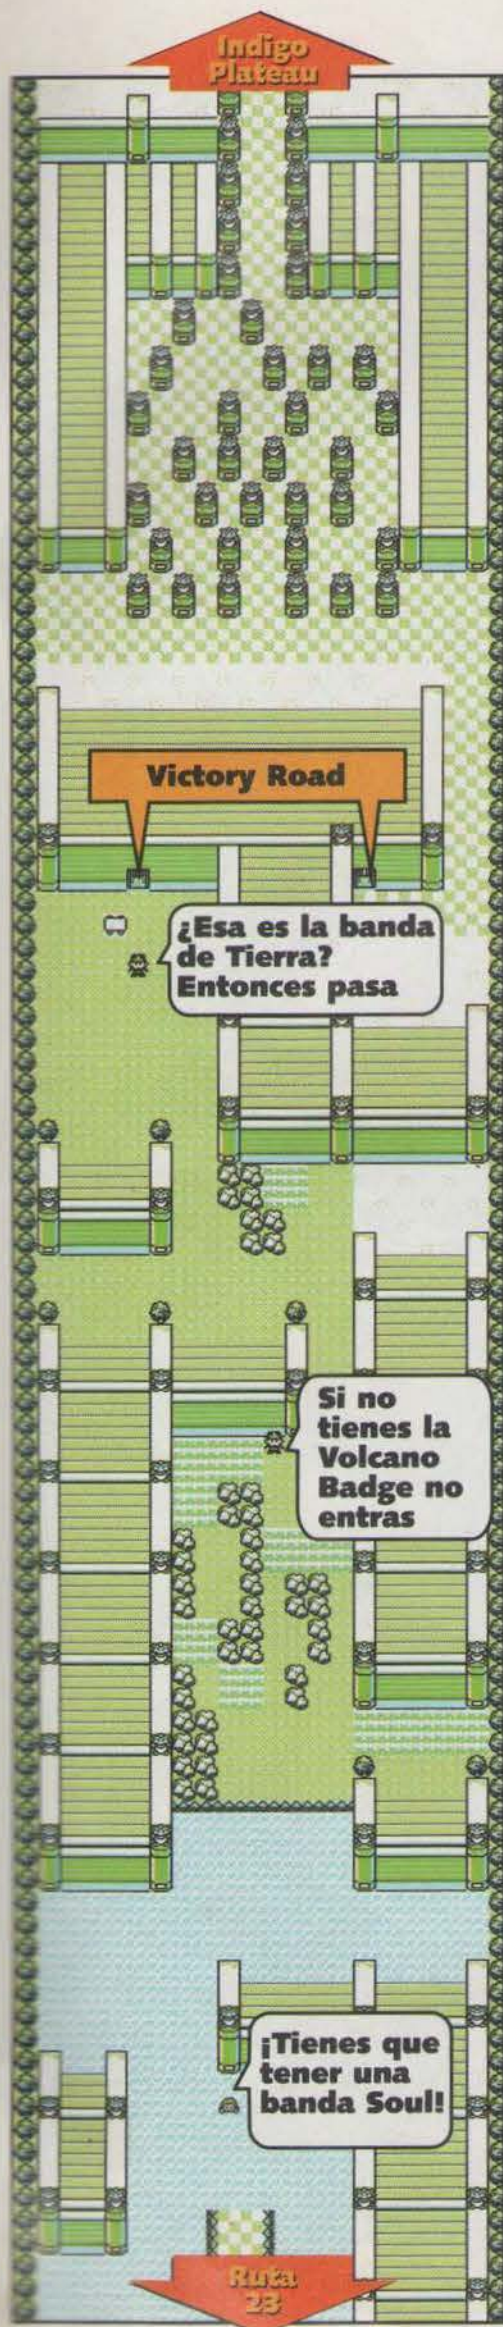 Indigo
Plateau
Victory Road
¿Esa es la banda
de Tierra?
Entonces pasa
Si no
tienes la
Volcano
Badge no
entras
¡Tienes que
tener una
banda Soul!
Ruta
23